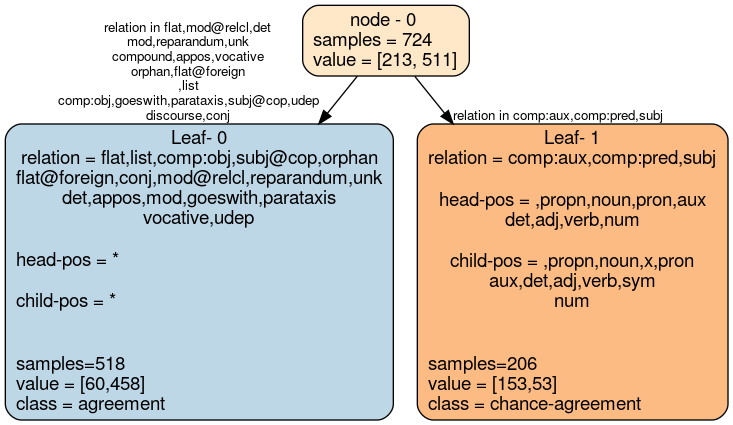 node - 0
samples = 724
value = [213, 511]
relation in flat,mod@relcl,det
mod,reparandum,unk
compound,appos,vocative
orphan,flat@foreign
,list
comp:obj,goeswith,parataxis,subj@cop,udep
discourse,conj
relation in comp:aux,comp:pred,subj
Leaf- 0
relation = flat,list,comp:obj,subj@cop,orphan
flat@foreign,conj,mod@relcl,reparandum,unk
det,appos,mod,goeswith,parataxis
vocative,udep
head-pos = *
child-pos = *
samples=518
value = [60,458]
class = agreement
Leaf- 1
relation = comp:aux,comp:pred,subj
head-pos = ,propn,noun,pron,aux
det,adj,verb,num
child-pos = ,propn,noun,x,pron
aux,det,adj,verb,sym
num
samples=206
value = [153,53]
class = chance-agreement